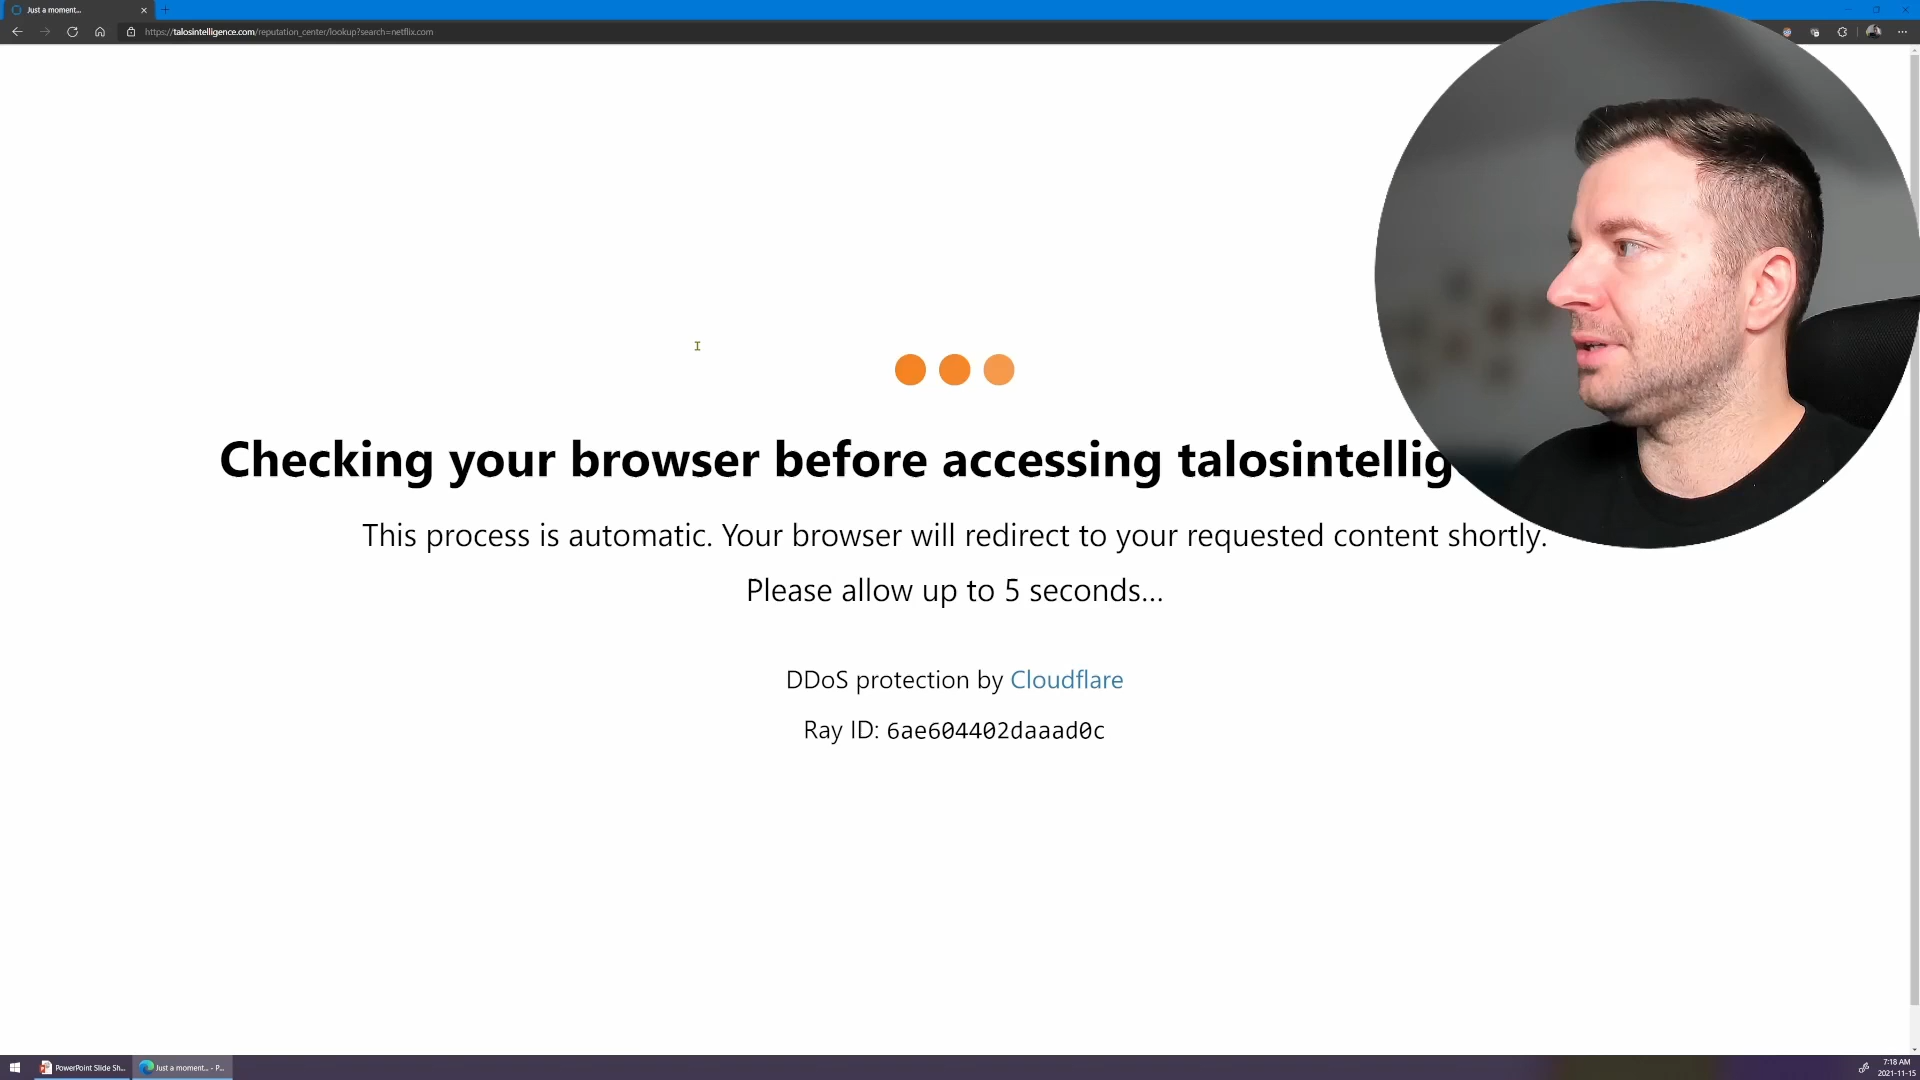 Just a moment...
https://talosintelligence.com/reputation_center/lookup?search=netflix.com
Checking your browser before accessing talosintellig
This process is automatic. Your browser will redirect to your requested content shortly.
Please allow up to 5 seconds...
DDoS protection by Cloudflare
Ray ID: 6ae604402daaad0c
PowerPoint Slide Sh...
Just a moment... - P...
7:18 AM
2021-11-15